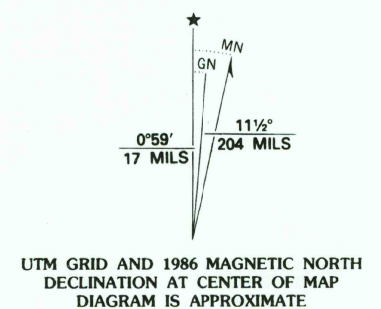 ★
MN
GN
0°59′
17 MILS
11½°
204 MILS
UTM GRID AND 1986 MAGNETIC NORTH
DECLINATION AT CENTER OF MAP
DIAGRAM IS APPROXIMATE